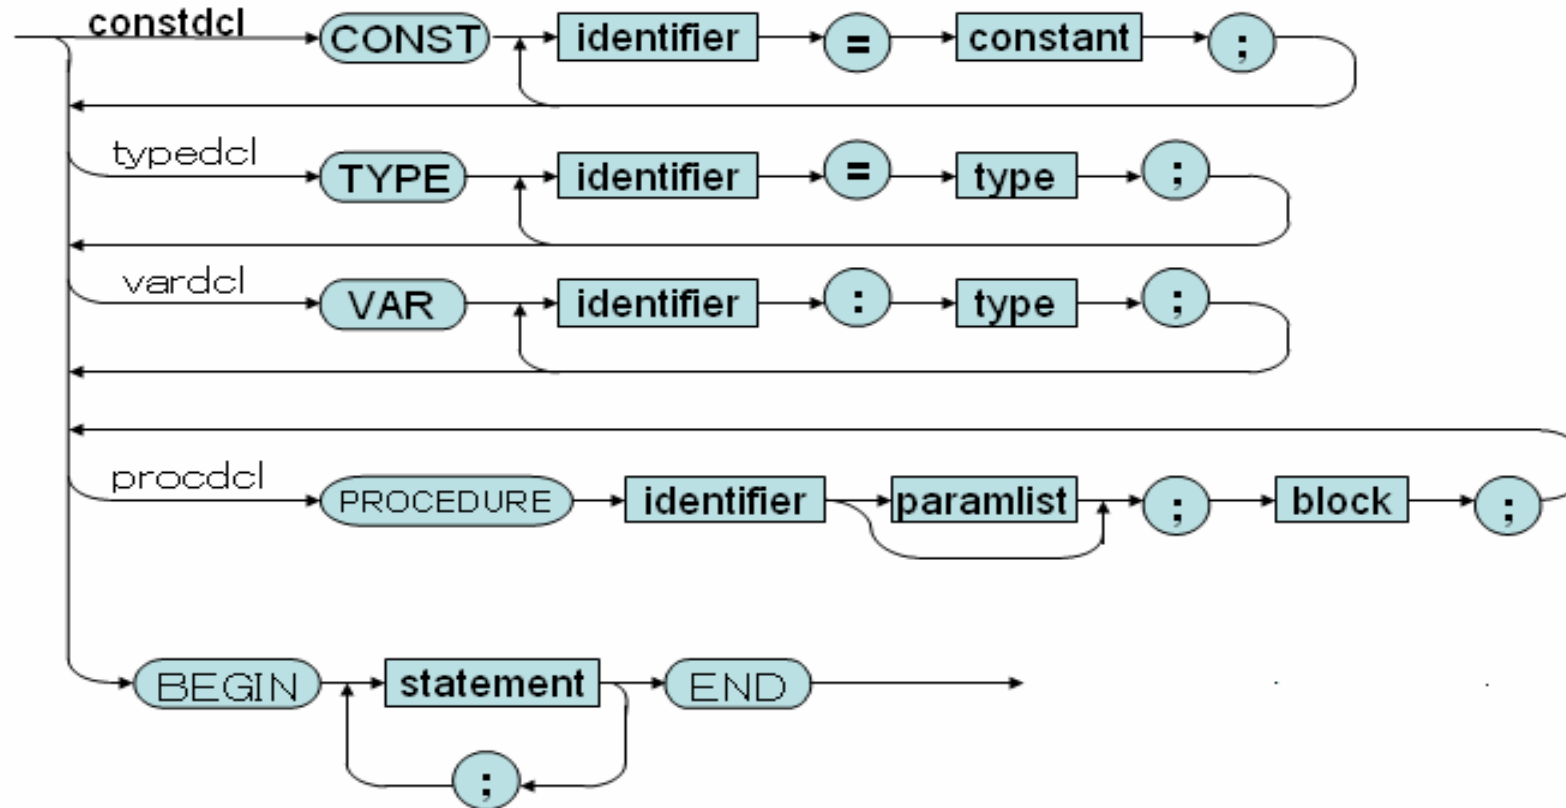 constdcl CONST identifier = constant ;
typedcl TYPE identifier = type ;
vardcl VAR identifier : type ;
procdcl PROCEDURE identifier paramlist ; block ;
BEGIN statement END
;